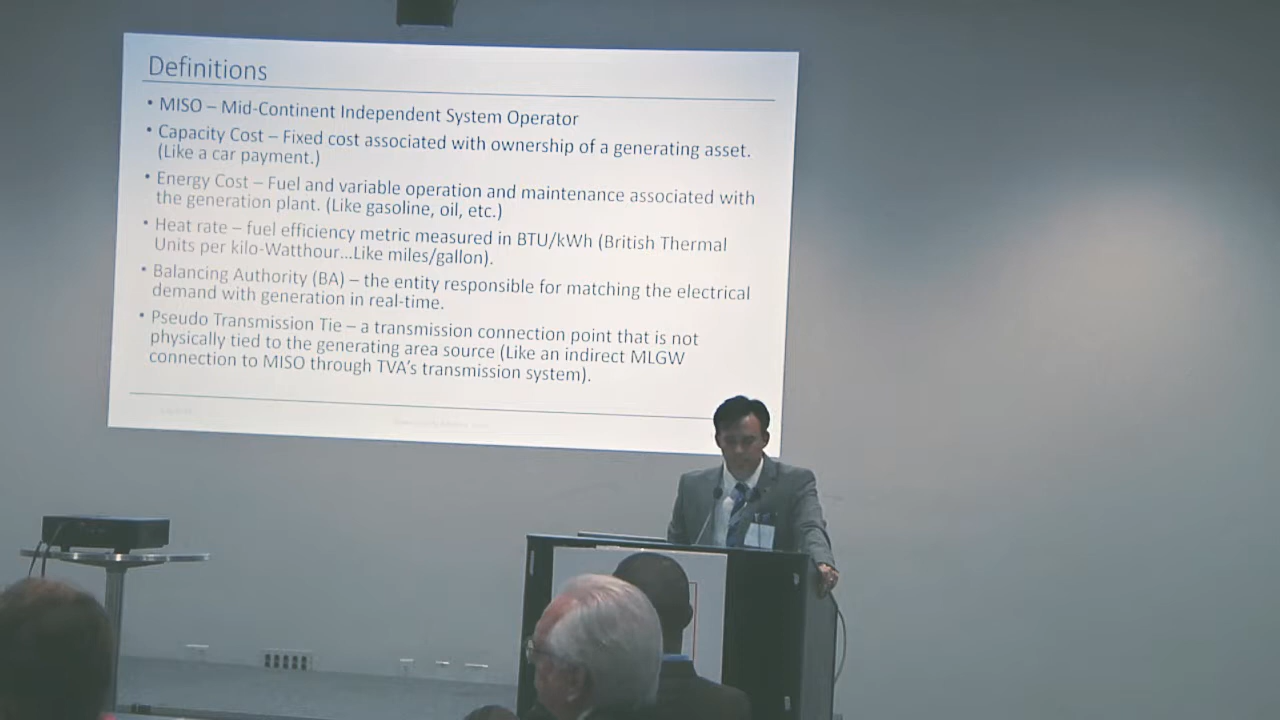 Definitions
• MISO – Mid-Continent Independent System Operator
• Capacity Cost – Fixed cost associated with ownership of a generating asset.
(Like a car payment.)
• Energy Cost – Fuel and variable operation and maintenance associated with
the generation plant. (Like gasoline, oil, etc.)
• Heat rate – fuel efficiency metric measured in BTU/kWh (British Thermal
Units per kilo-Watthour...Like miles/gallon).
• Balancing Authority (BA) – the entity responsible for matching the electrical
demand with generation in real-time.
• Pseudo Transmission Tie – a transmission connection point that is not
physically tied to the generating area source (Like an indirect MLGW
connection to MISO through TVA's transmission system).